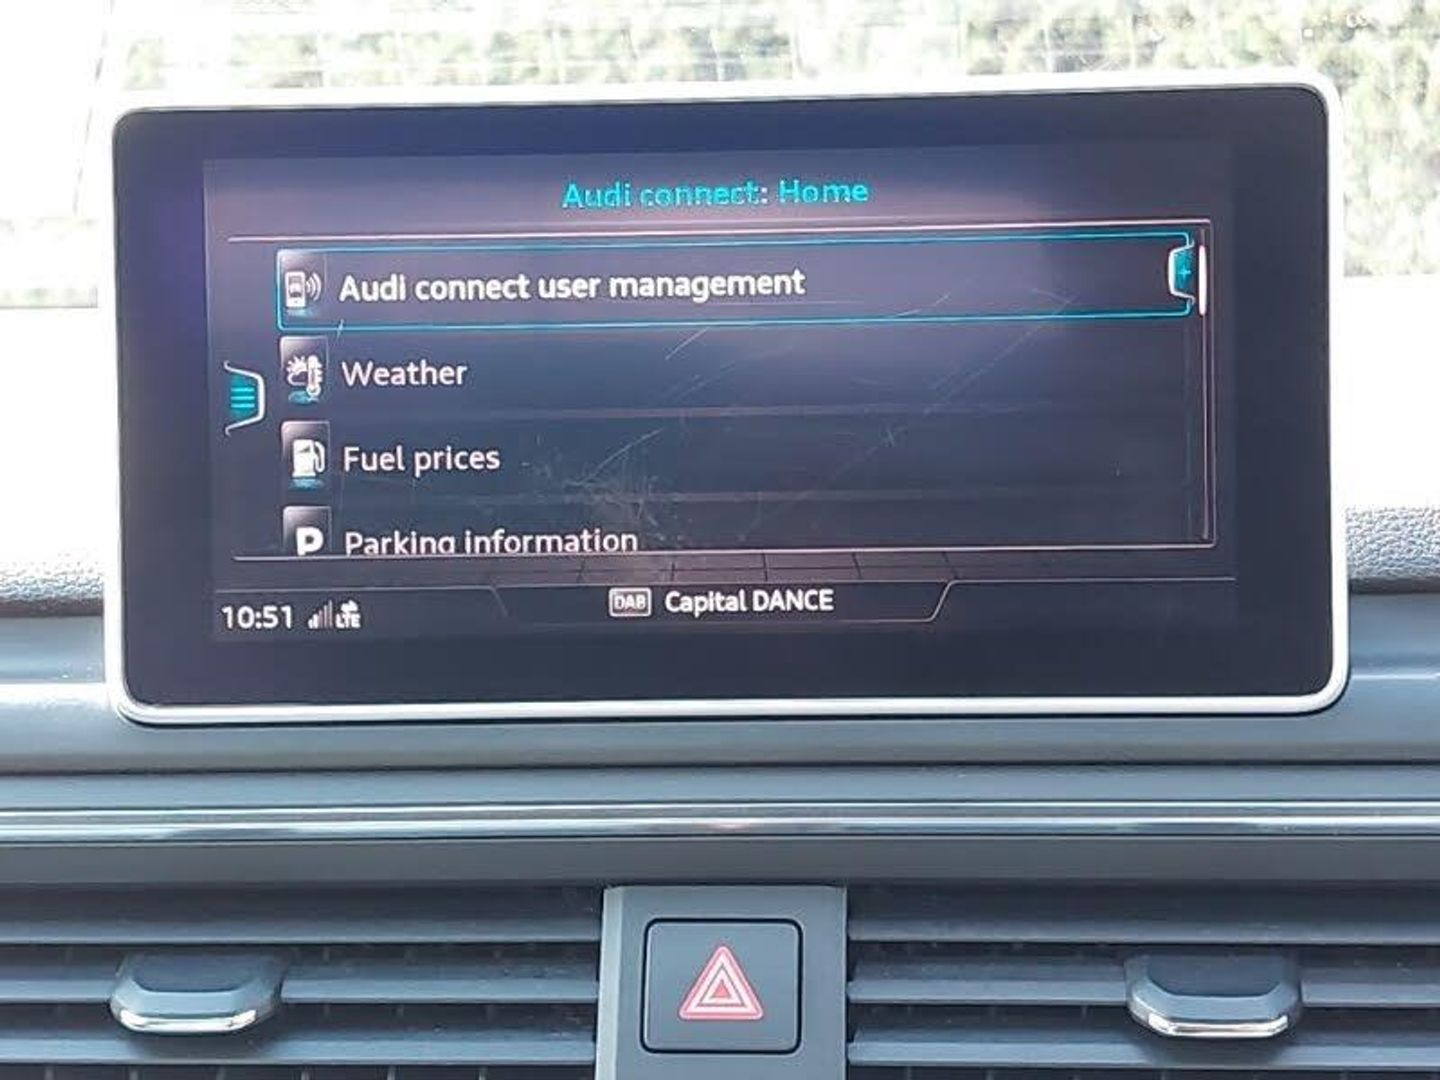 Audi connect: Home
Audi connect user management
Weather
Fuel prices
P Parking information
10:51 LTE DAB Capital DANCE